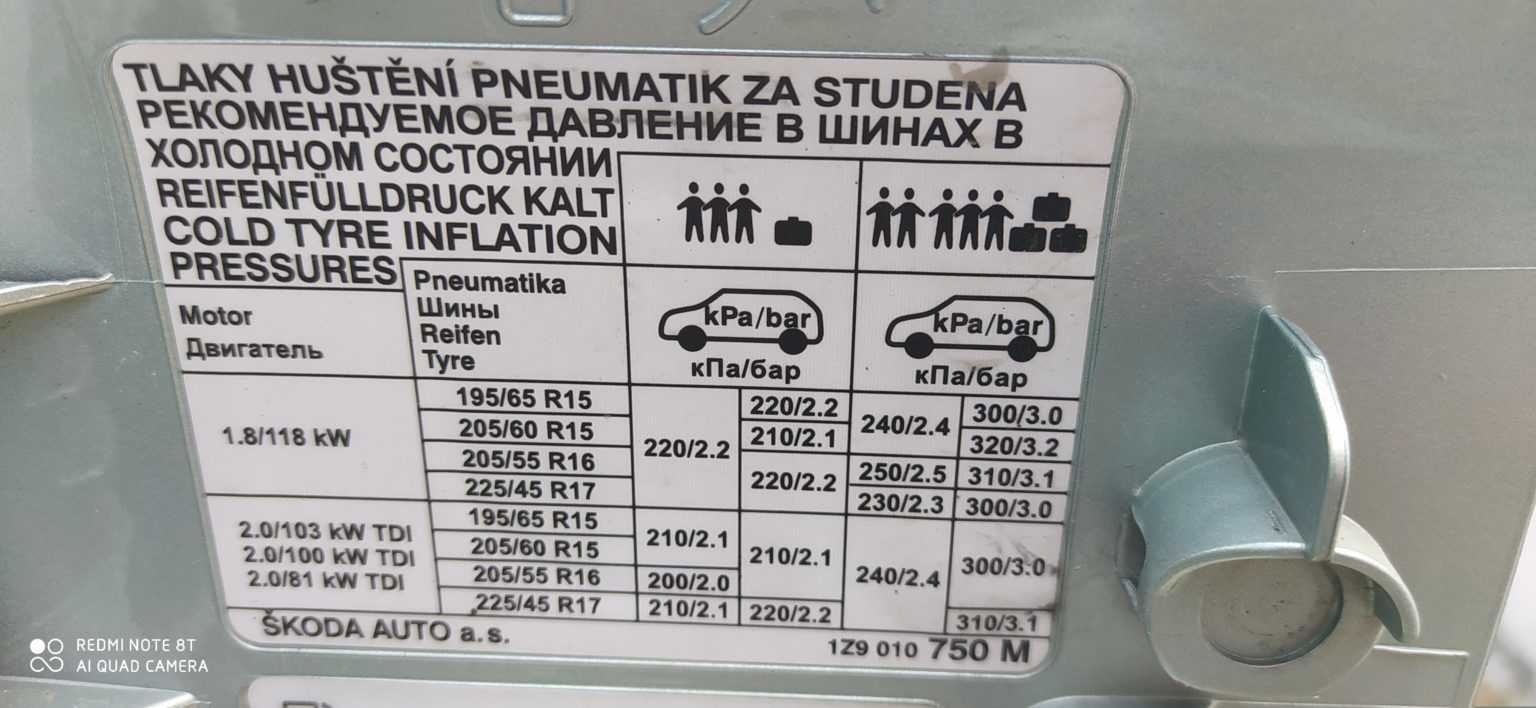 TLAKY HUŠTĚNÍ PNEUMATIK ZA STUDENA
РЕКОМЕНДУЕМОЕ ДАВЛЕНИЕ В ШИНАХ В
ХОЛОДНОМ СОСТОЯНИИ
REIFENFÜLLDRUCK KALT
COLD TYRE INFLATION
PRESSURES
Motor
Двигатель
Pneumatika
Шины
Reifen
Tyre
kPa/bar
кПа/бар
kPa/bar
кПа/бар
1.8/118 kW
195/65 R15
205/60 R15
205/55 R16
225/45 R17
220/2.2
220/2.2
210/2.1
220/2.2
240/2.4
250/2.5
230/2.3
300/3.0
320/3.2
310/3.1
300/3.0
2.0/103 kW TDI
2.0/100 kW TDI
2.0/81 kW TDI
195/65 R15
205/60 R15
205/55 R16
225/45 R17
210/2.1
200/2.0
210/2.1
210/2.1
220/2.2
240/2.4
300/3.0
310/3.1
ŠKODA AUTO a.s.
1Z9 010 750 M
REDMI NOTE 8T
AI QUAD CAMERA